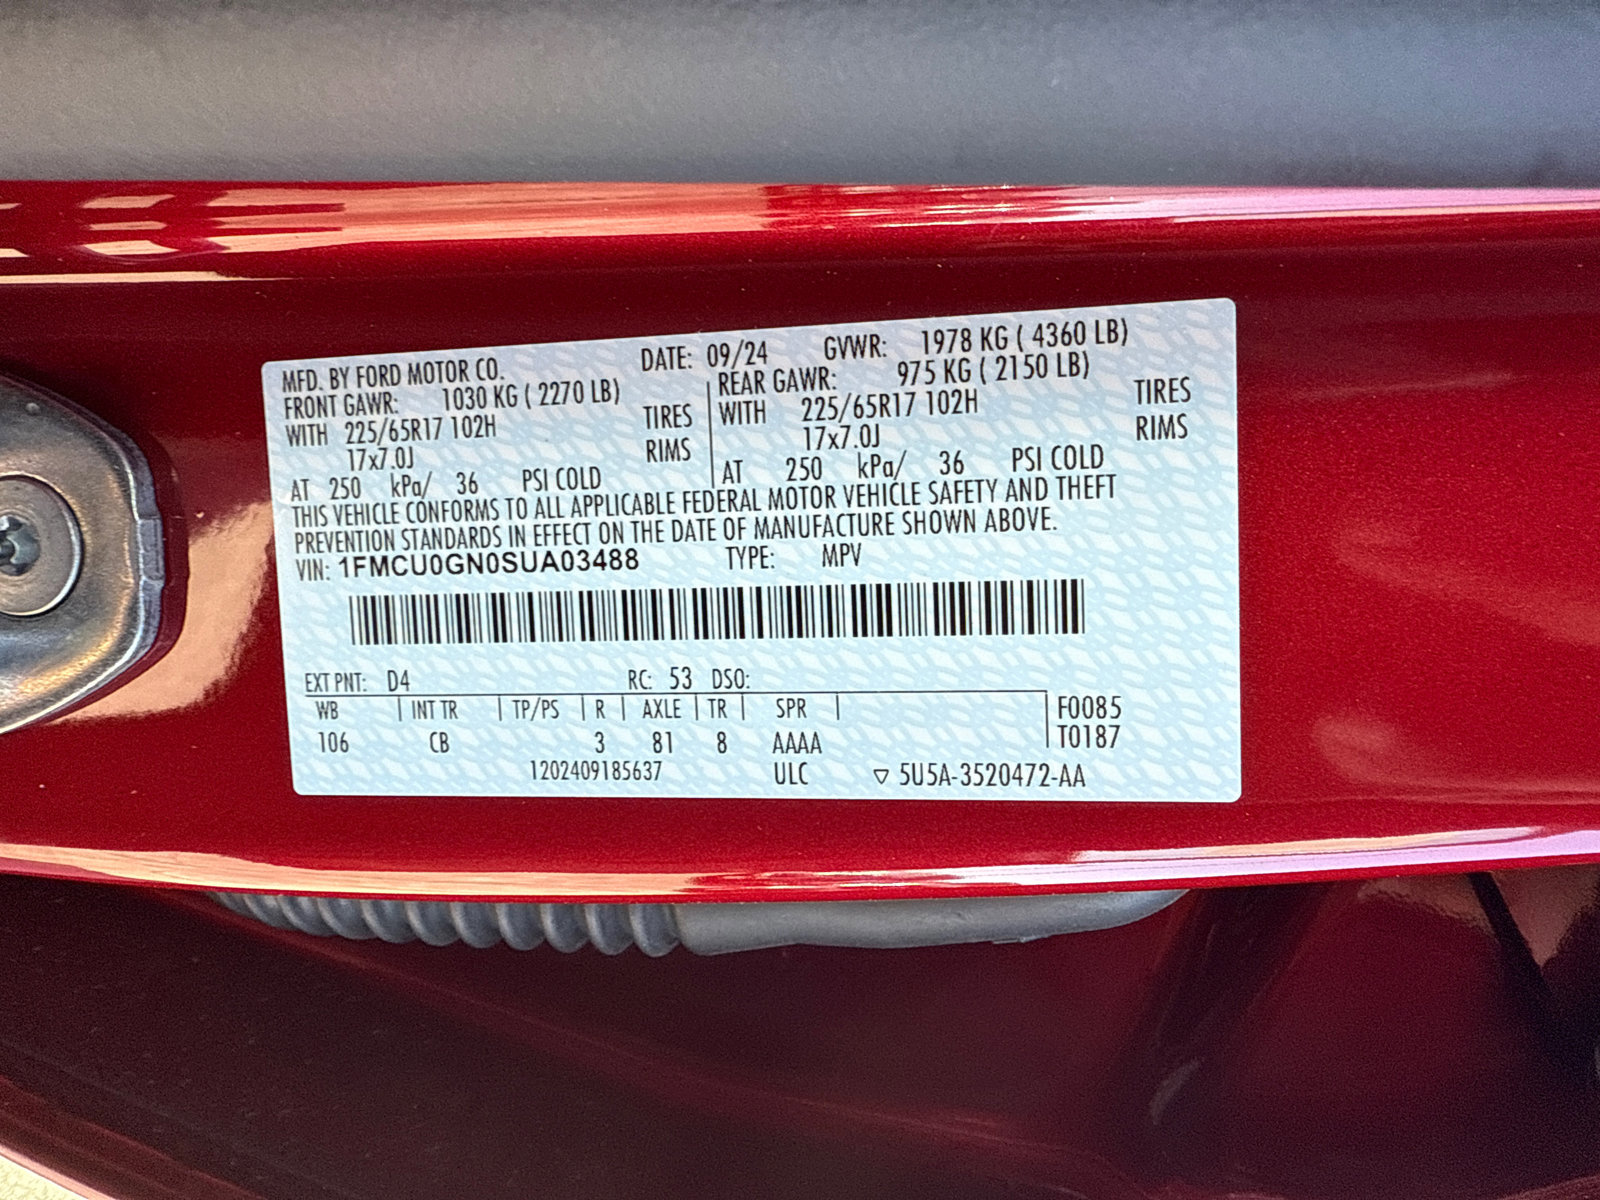 MFD. BY FORD MOTOR CO. DATE: 09/24 GVWR: 1978 KG ( 4360 LB)
FRONT GAWR: 1030 KG ( 2270 LB) REAR GAWR: 975 KG ( 2150 LB)
WITH 225/65R17 102H TIRES WITH 225/65R17 102H TIRES
17x7.0J RIMS 17x7.0J RIMS
AT 250 kPa/ 36 PSI COLD AT 250 kPa/ 36 PSI COLD
THIS VEHICLE CONFORMS TO ALL APPLICABLE FEDERAL MOTOR VEHICLE SAFETY AND THEFT
PREVENTION STANDARDS IN EFFECT ON THE DATE OF MANUFACTURE SHOWN ABOVE.
VIN: 1FMCU0GN0SUA03488 TYPE: MPV
EXT PNT: D4 RC: 53 DSO:
WB | INT TR | TP/PS | R | AXLE | TR | SPR | F0085
106 CB 3 81 8 AAAA T0187
1202409185637 ULC ▽ 5U5A-3520472-AA